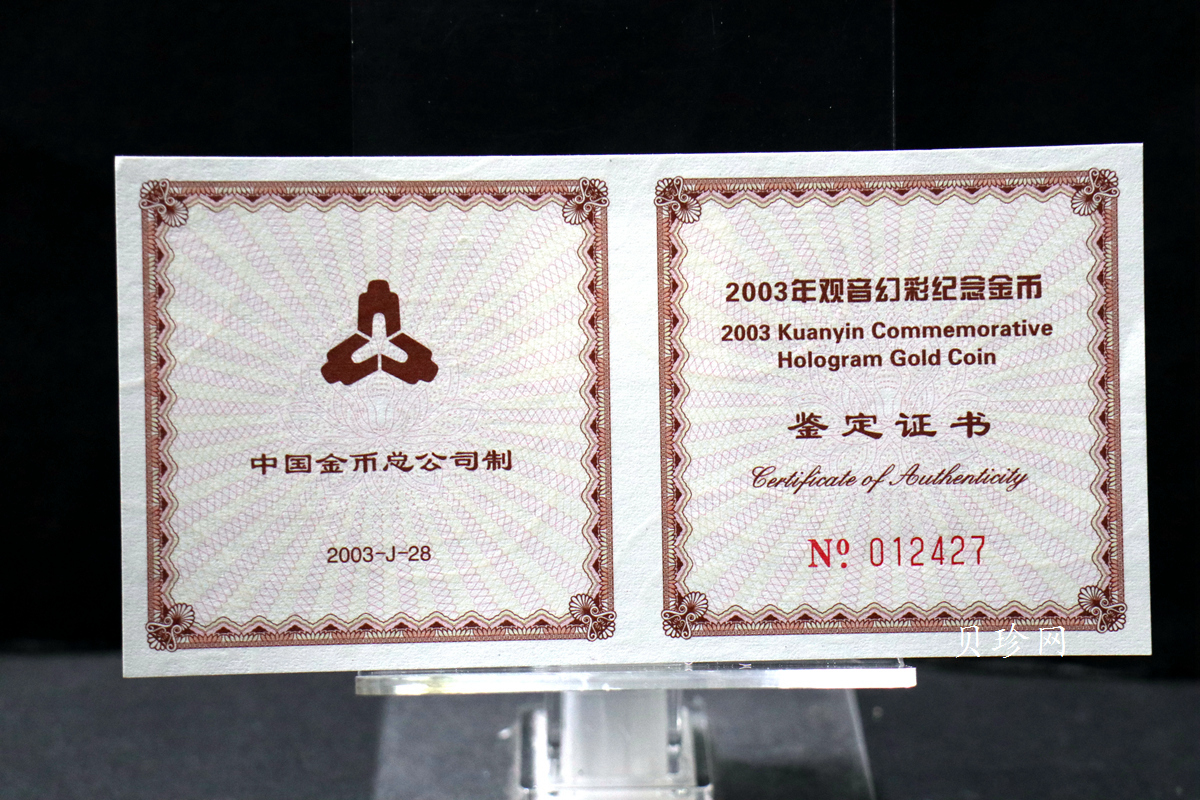 中国金币总公司制
2003-J-28
2003年观音幻彩纪念金币
2003 Kuanyin Commemorative
Hologram Gold Coin
鉴定证书
Certificate of Authenticity
Nº. 012427
贝珍网